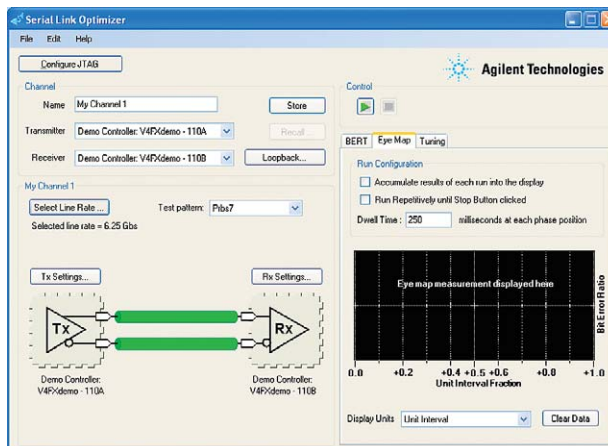 Serial Link Optimizer
File Edit Help
Configure JTAG
Agilent Technologies
Channel
Name My Channel 1 Store
Transmitter Demo Controller: V4FXdemo - 110A Recall...
Receiver Demo Controller: V4FXdemo - 110B Loopback...
Control
BERT Eye Map Tuning
Run Configuration
Accumulate results of each run into the display
Run Repetitively until Stop Button clicked
Dwell Time : 250 milliseconds at each phase position
My Channel 1
Select Line Rate ... Test pattern: Prbs7
Selected line rate = 6.25 Gbs
Tx Settings... Rx Settings...
Tx Rx
Demo Controller:
V4FXdemo - 110A
Demo Controller:
V4FXdemo - 110B
Eye map measurement displayed here
Bit Error Ratio
0.0 +0.2 +0.4 +0.5 +0.6 +0.8 +1.0
Unit Interval Fraction
Display Units Unit Interval Clear Data